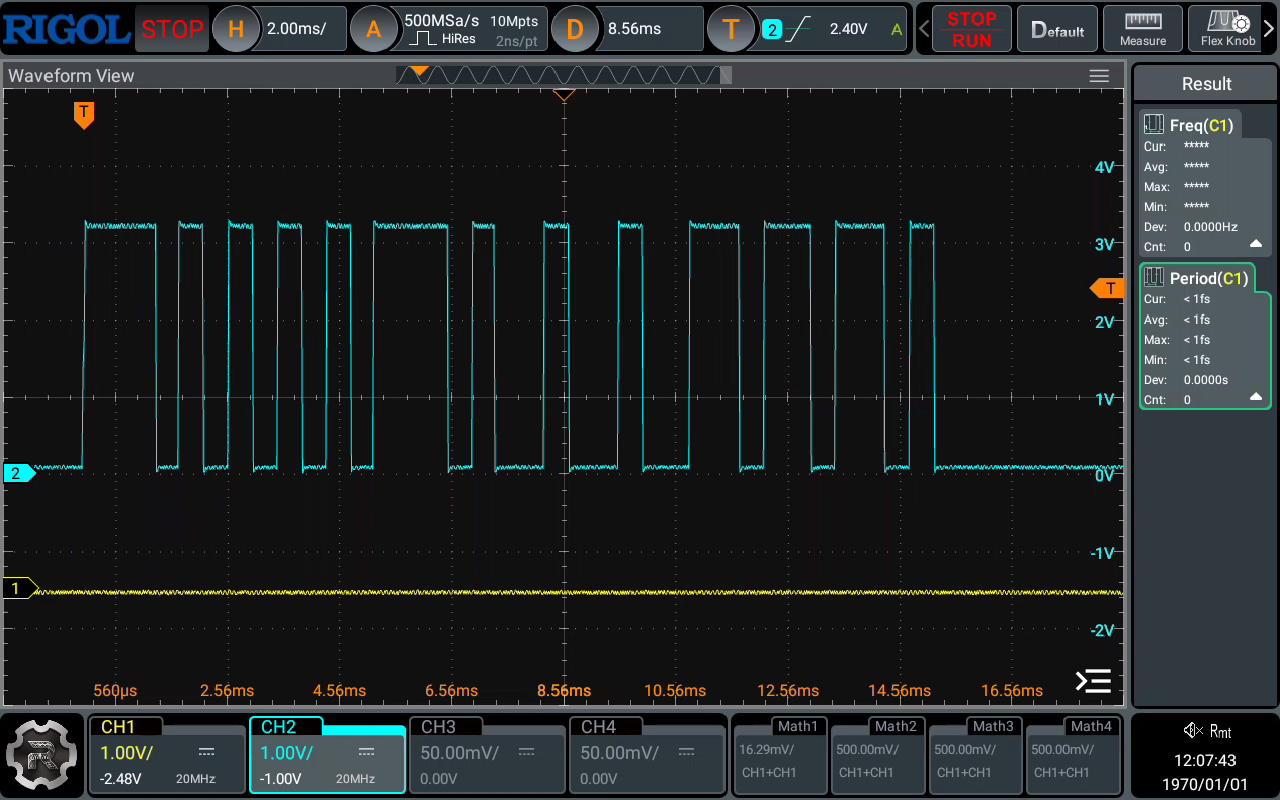 RIGOL STOP H 2.00ms/ A 500MSa/s 10Mpts D 8.56ms T 2 2.40V A STOP Default Measure Flex Knob
HiRes 2ns/pt RUN
Waveform View
Result
T
Freq(C1)
Cur: *****
Avg: *****
Max: *****
Min: *****
Dev: 0.0000Hz
Cnt: 0
Period(C1)
Cur: < 1fs
Avg: < 1fs
Max: < 1fs
Min: < 1fs
Dev: 0.0000s
Cnt: 0
4V
3V
T
2V
1V
2
0V
-1V
1
-2V
560μs 2.56ms 4.56ms 6.56ms 8.56ms 10.56ms 12.56ms 14.56ms 16.56ms
R
CH1
1.00V/
-2.48V 20MHz
CH2
1.00V/
-1.00V 20MHz
CH3
50.00mV/
0.00V
CH4
50.00mV/
0.00V
Math1
16.29mV/
CH1+CH1
Math2
500.00mV/
CH1+CH1
Math3
500.00mV/
CH1+CH1
Math4
500.00mV/
CH1+CH1
Rmt
12:07:43
1970/01/01